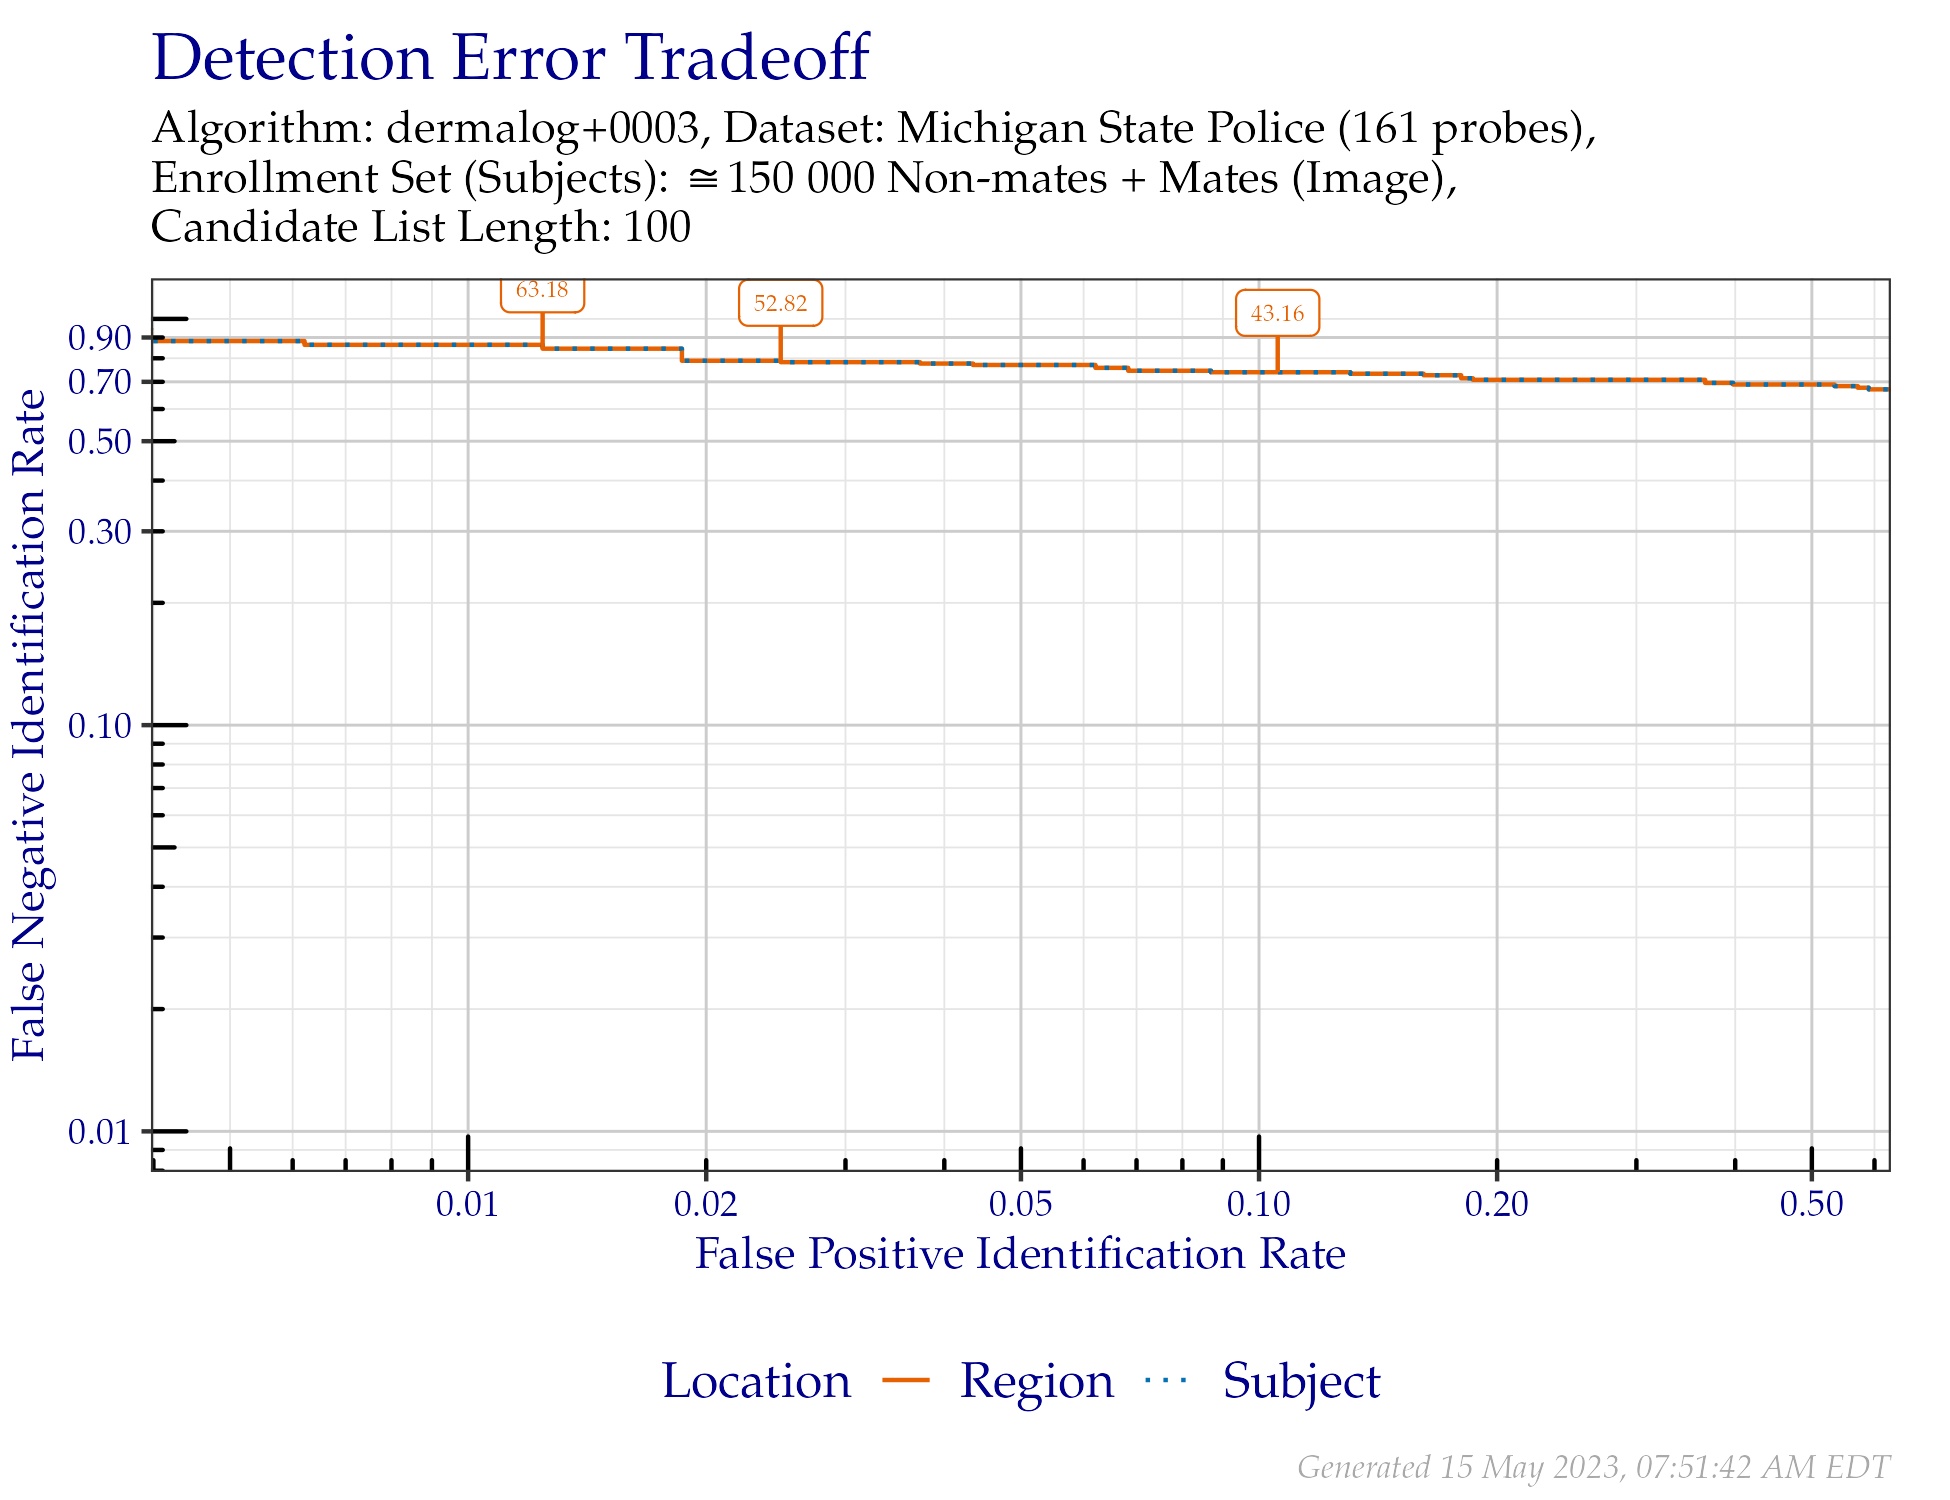 Detection Error Tradeoff
Algorithm: dermalog+0003, Dataset: Michigan State Police (161 probes),
Enrollment Set (Subjects): ≅ 150 000 Non-mates + Mates (Image),
Candidate List Length: 100
63.18
52.82
43.16
0.90
0.70
0.50
0.30
0.10
0.01
False Negative Identification Rate
0.01 0.02 0.05 0.10 0.20 0.50
False Positive Identification Rate
Location Region Subject
Generated 15 May 2023, 07:51:42 AM EDT